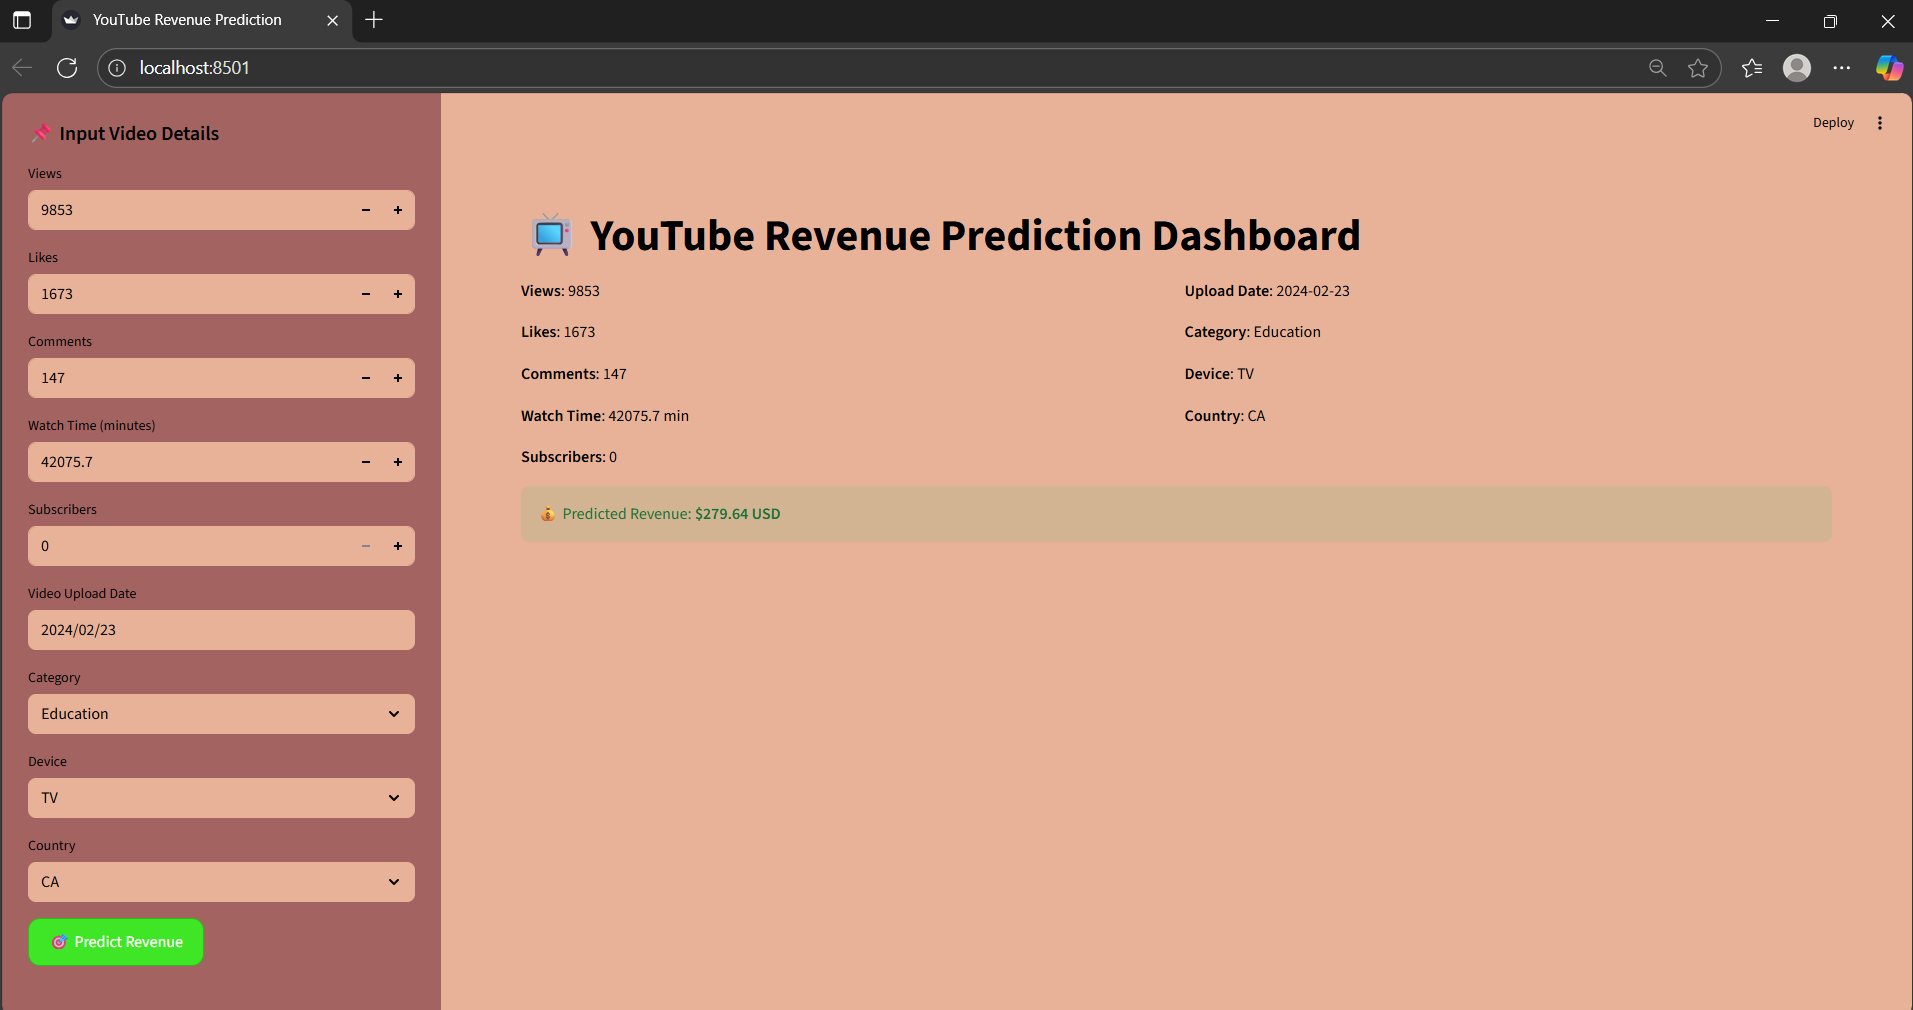 YouTube Revenue Prediction
localhost:8501
Input Video Details
Views
9853
Likes
1673
Comments
147
Watch Time (minutes)
42075.7
Subscribers
0
Video Upload Date
2024/02/23
Category
Education
Device
TV
Country
CA
Predict Revenue
Deploy
YouTube Revenue Prediction Dashboard
Views: 9853
Likes: 1673
Comments: 147
Watch Time: 42075.7 min
Subscribers: 0
Upload Date: 2024-02-23
Category: Education
Device: TV
Country: CA
Predicted Revenue: $279.64 USD